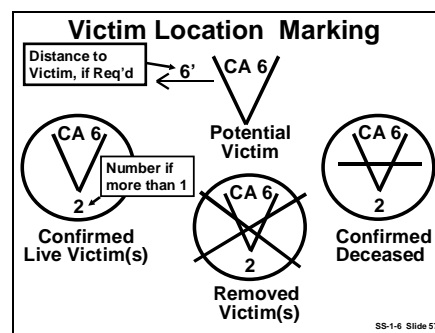 Victim Location Marking
Distance to
Victim, if Req'd
6'
CA 6
Potential
Victim
CA 6
2
Number if
more than 1
Confirmed
Live Victim(s)
CA 6
2
Removed
Victim(s)
CA 6
2
Confirmed
Deceased
SS-1-6 Slide 57